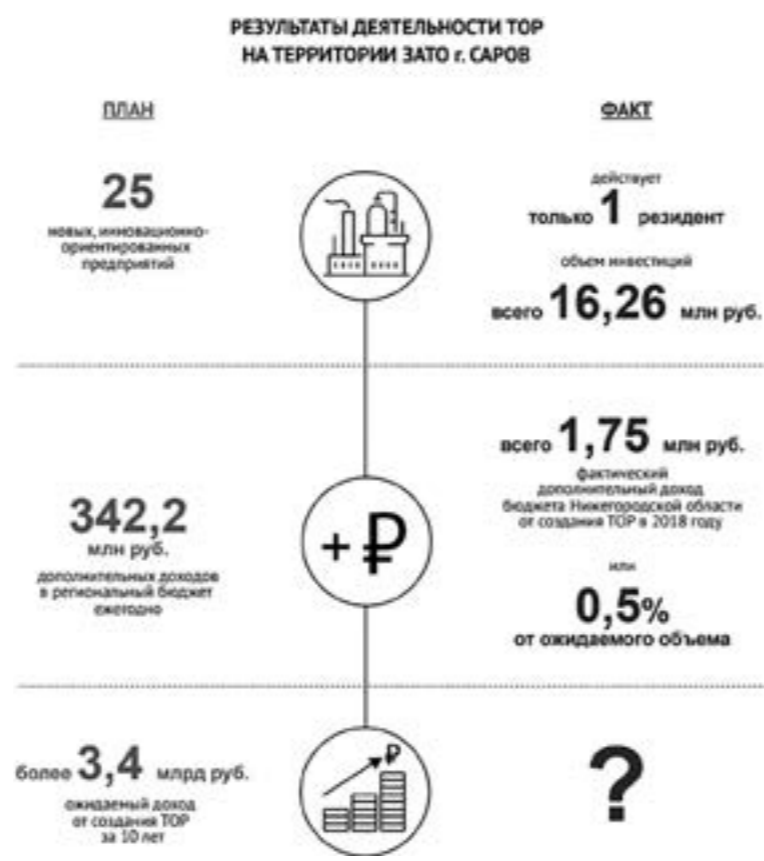 РЕЗУЛЬТАТЫ ДЕЯТЕЛЬНОСТИ ТОР
НА ТЕРРИТОРИИ ЗАТО г. САРОВ
ПЛАН
ФАКТ
25
новых, инновационно-
ориентированных
предприятий
действует
только 1 резидент
объем инвестиций
всего 16,26 млн руб.
342,2
млн руб.
дополнительных доходов
в региональный бюджет
ежегодно
+ ₽
всего 1,75 млн руб.
фактический
дополнительный доход
бюджета Нижегородской области
от создания ТОР в 2018 году
или
0,5%
от ожидаемого объема
более 3,4 млрд руб.
ожидаемый доход
от создания ТОР
за 10 лет
₽
?